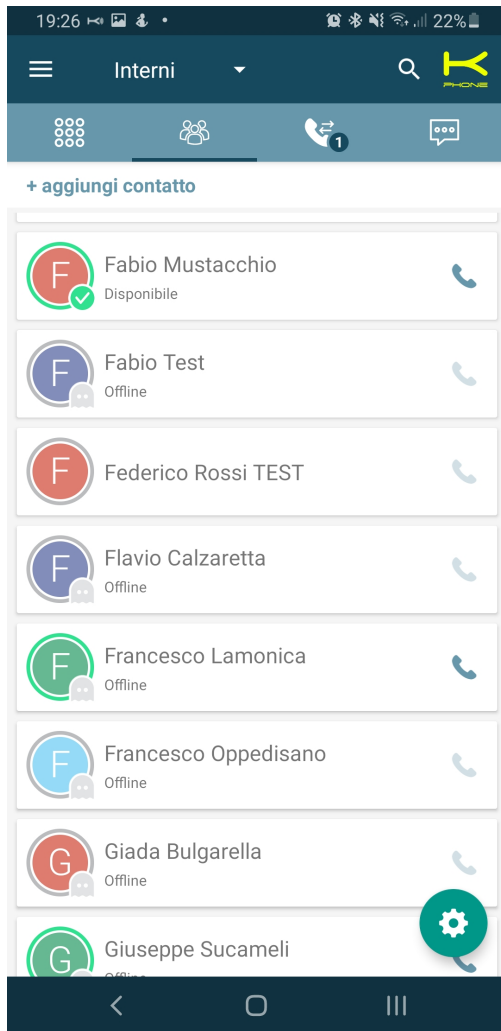 19:26
22%
Interni
K
PHONE
1
+ aggiungi contatto
F
Fabio Mustacchio
Disponibile
F
Fabio Test
Offline
F
Federico Rossi TEST
F
Flavio Calzaretta
Offline
F
Francesco Lamonica
Offline
F
Francesco Oppedisano
Offline
G
Giada Bulgarella
Offline
G
Giuseppe Sucameli
Offline